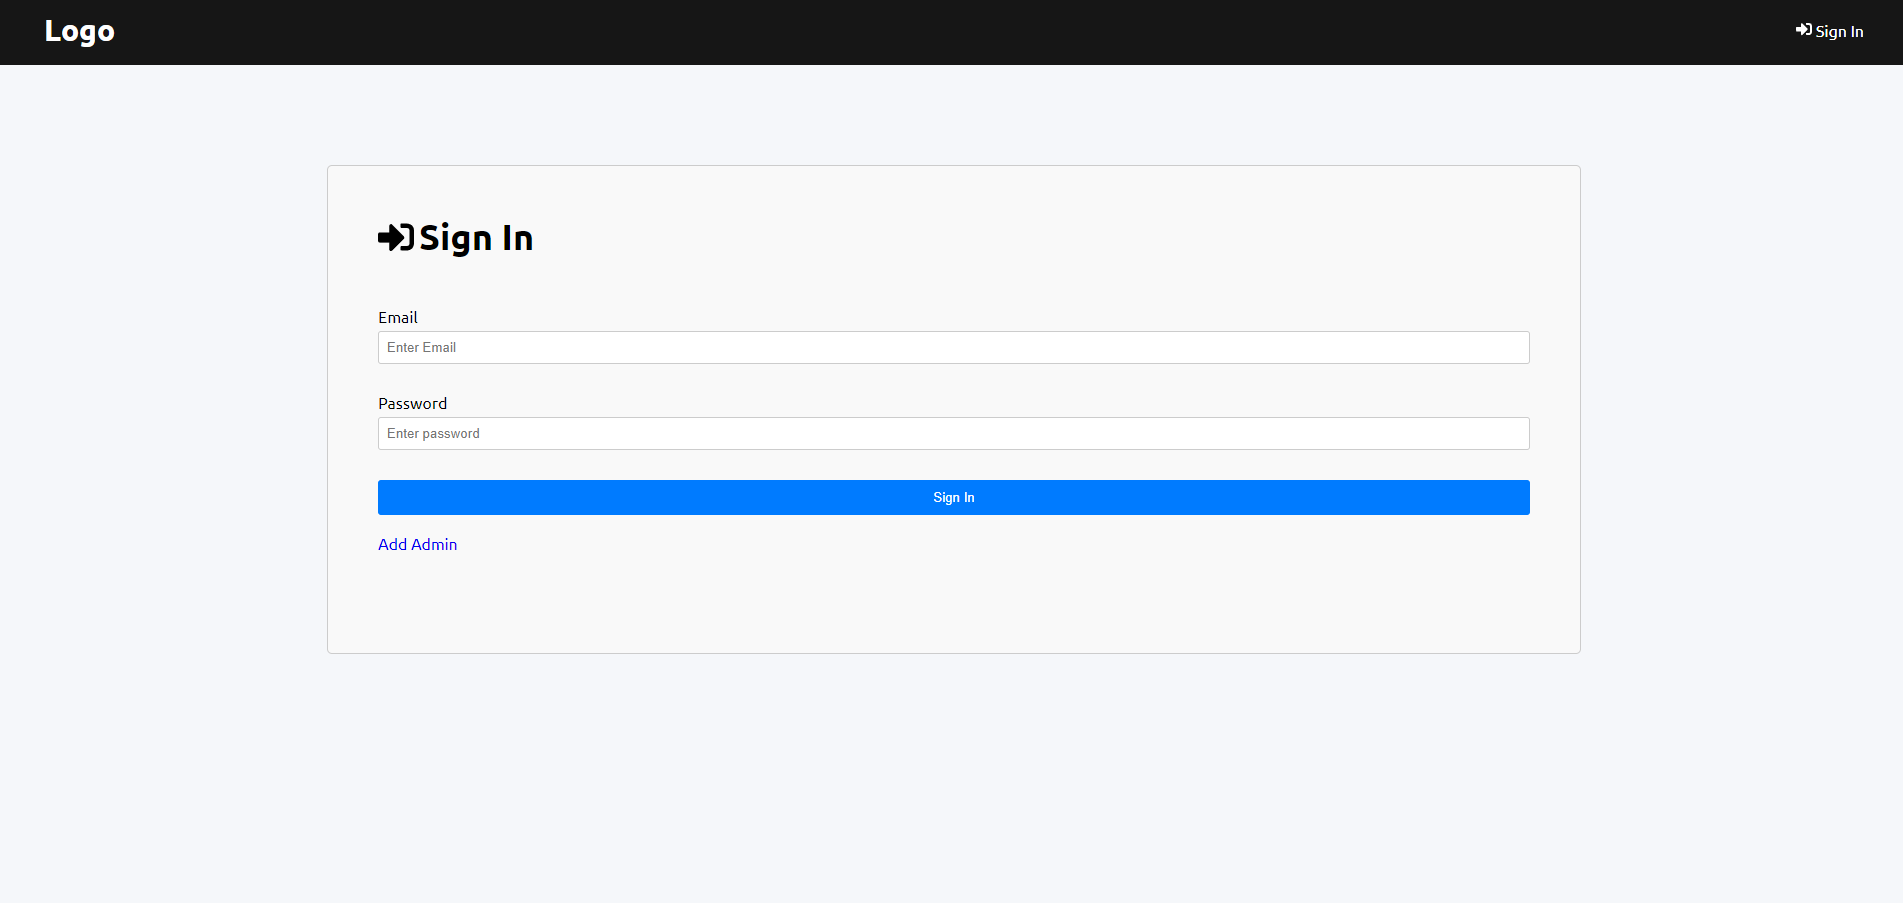 Logo
Sign In
Sign In
Email
Enter Email
Password
Enter password
Sign In
Add Admin